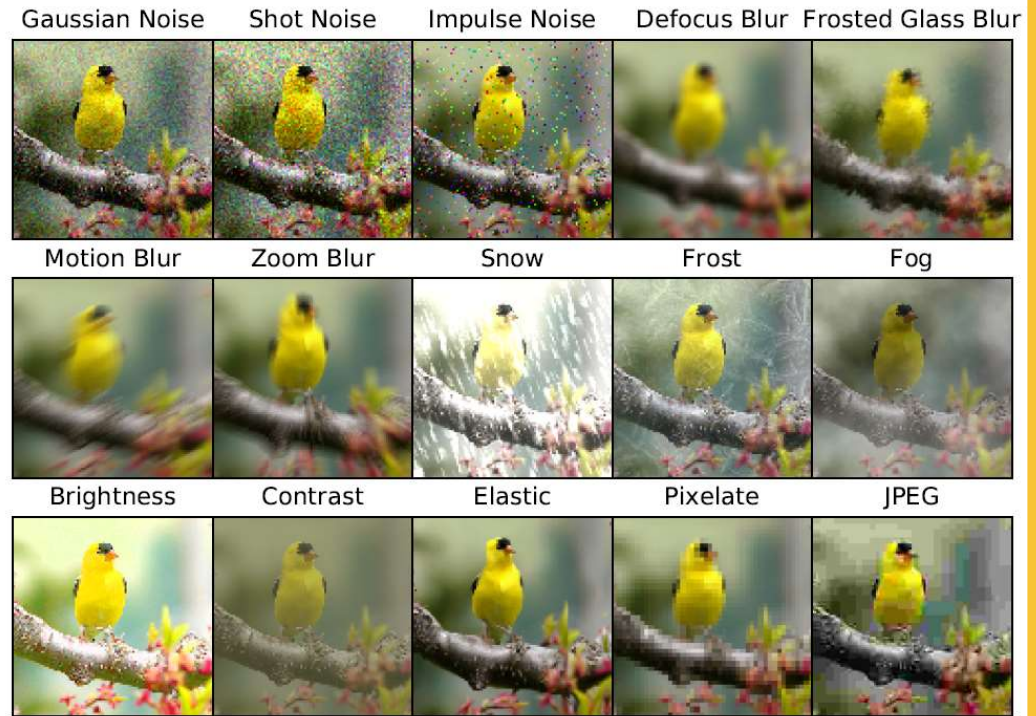 Gaussian Noise Shot Noise Impulse Noise Defocus Blur Frosted Glass Blur
Motion Blur Zoom Blur Snow Frost Fog
Brightness Contrast Elastic Pixelate JPEG